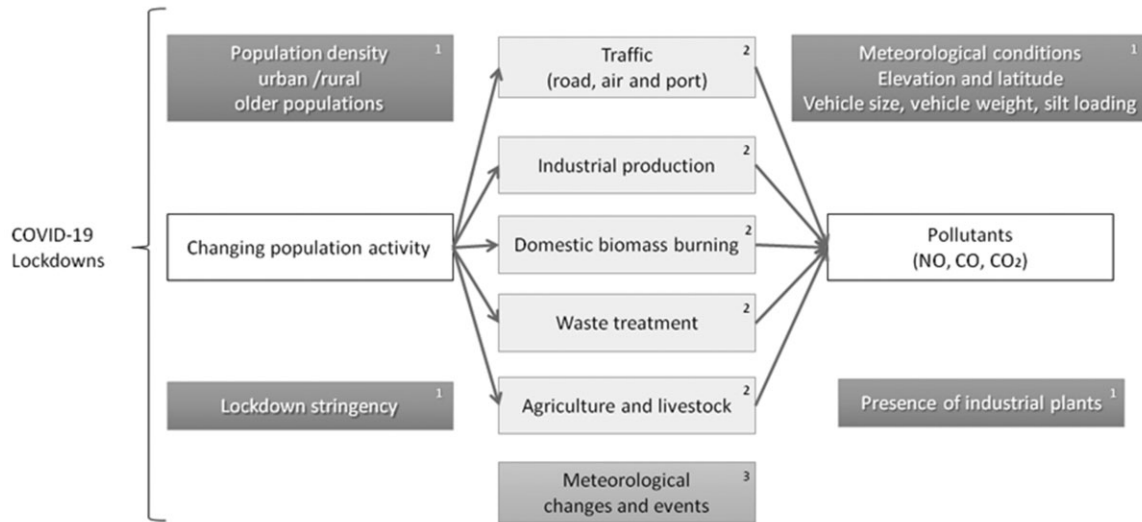 COVID-19
Lockdowns
Population density 1
urban /rural
older populations
Changing population activity
Lockdown stringency 1
Traffic 2
(road, air and port)
Industrial production 2
Domestic biomass burning 2
Waste treatment 2
Agriculture and livestock 2
Meteorological 3
changes and events
Meteorological conditions 1
Elevation and latitude
Vehicle size, vehicle weight, silt loading
Pollutants
(NO, CO, CO₂)
Presence of industrial plants 1